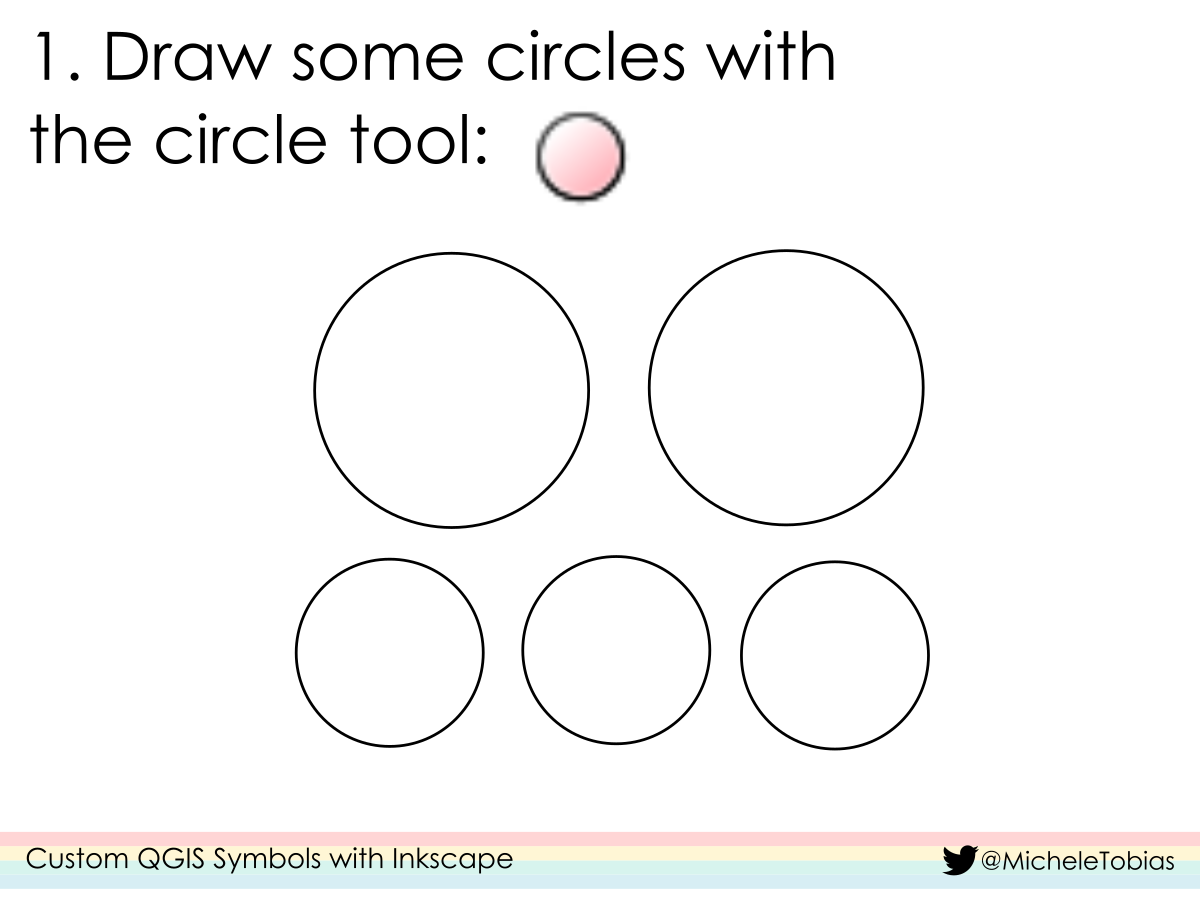 1. Draw some circles with
the circle tool:
Custom QGIS Symbols with Inkscape
@MicheleTobias